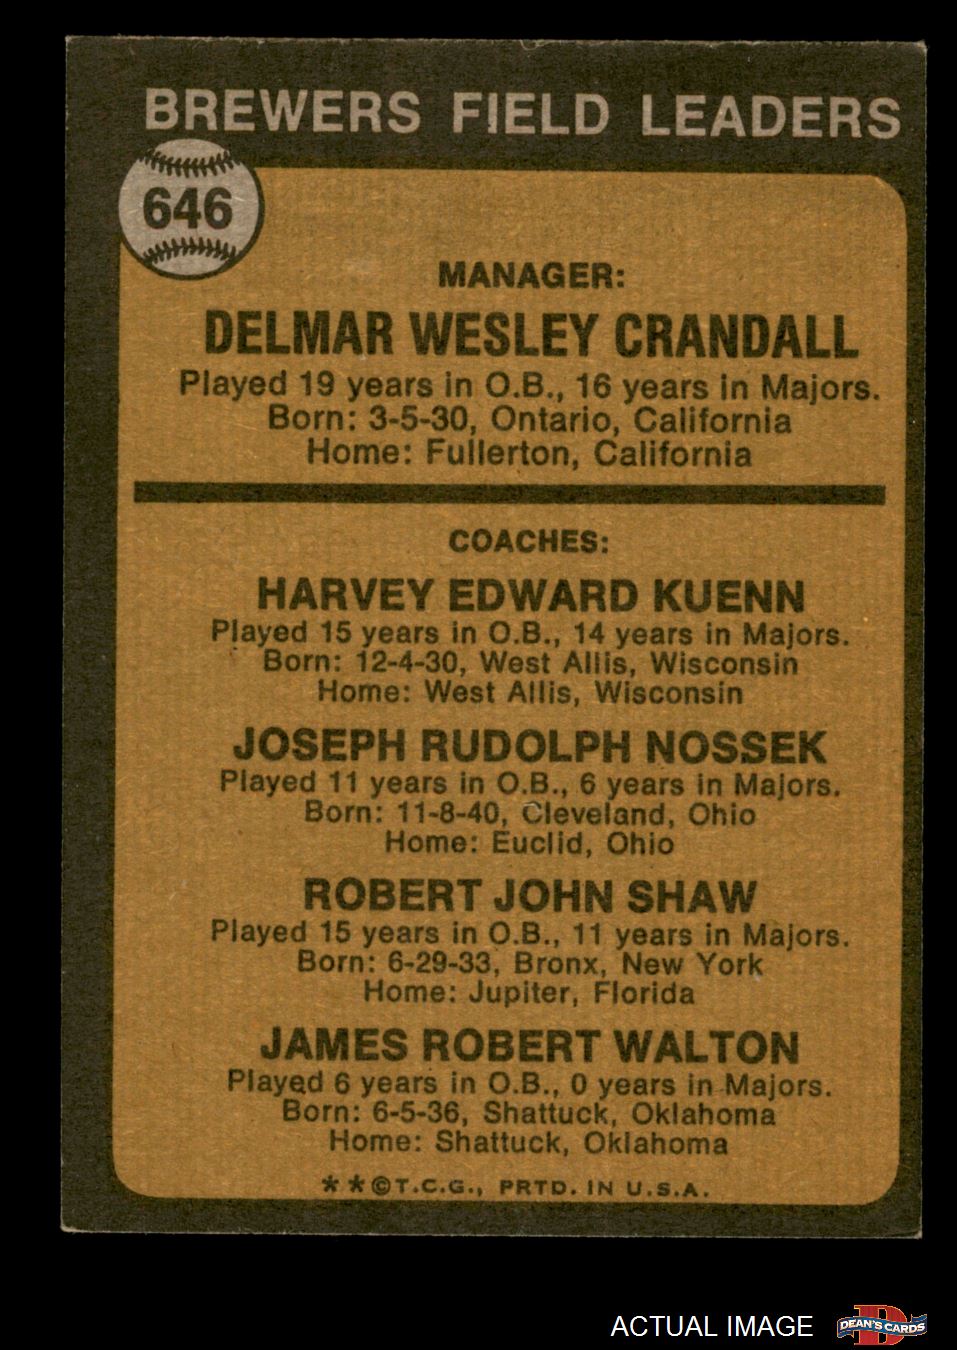 BREWERS FIELD LEADERS
646
MANAGER:
DELMAR WESLEY CRANDALL
Played 19 years in O.B., 16 years in Majors.
Born: 3-5-30, Ontario, California
Home: Fullerton, California
COACHES:
HARVEY EDWARD KUENN
Played 15 years in O.B., 14 years in Majors.
Born: 12-4-30, West Allis, Wisconsin
Home: West Allis, Wisconsin
JOSEPH RUDOLPH NOSSEK
Played 11 years in O.B., 6 years in Majors.
Born: 11-8-40, Cleveland, Ohio
Home: Euclid, Ohio
ROBERT JOHN SHAW
Played 15 years in O.B., 11 years in Majors.
Born: 6-29-33, Bronx, New York
Home: Jupiter, Florida
JAMES ROBERT WALTON
Played 6 years in O.B., 0 years in Majors.
Born: 6-5-36, Shattuck, Oklahoma
Home: Shattuck, Oklahoma
**©T.C.G., PRTD. IN U.S.A.
ACTUAL IMAGE
D
DEAN'S CARDS